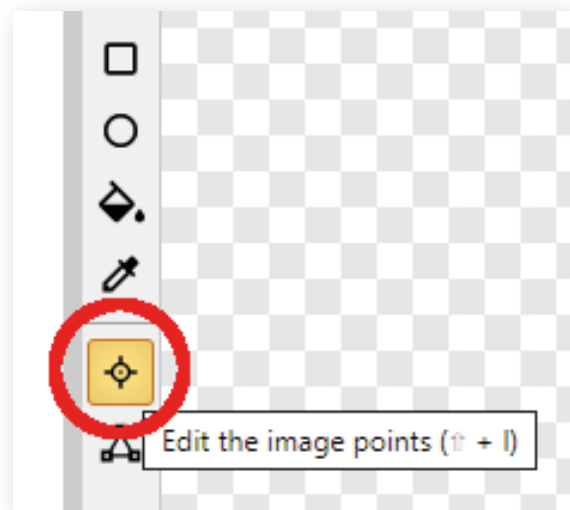 Edit the image points (⇧ + I)